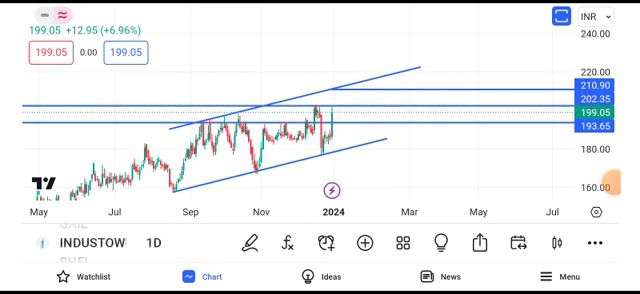 INR
199.05 +12.95 (+6.96%)
199.05 0.00 199.05
240.00
220.00
210.90
202.35
199.05
193.65
180.00
160.00
May Jul Sep Nov 2024 Mar May Jul
INDUSTOW 1D
Watchlist Chart Ideas News Menu